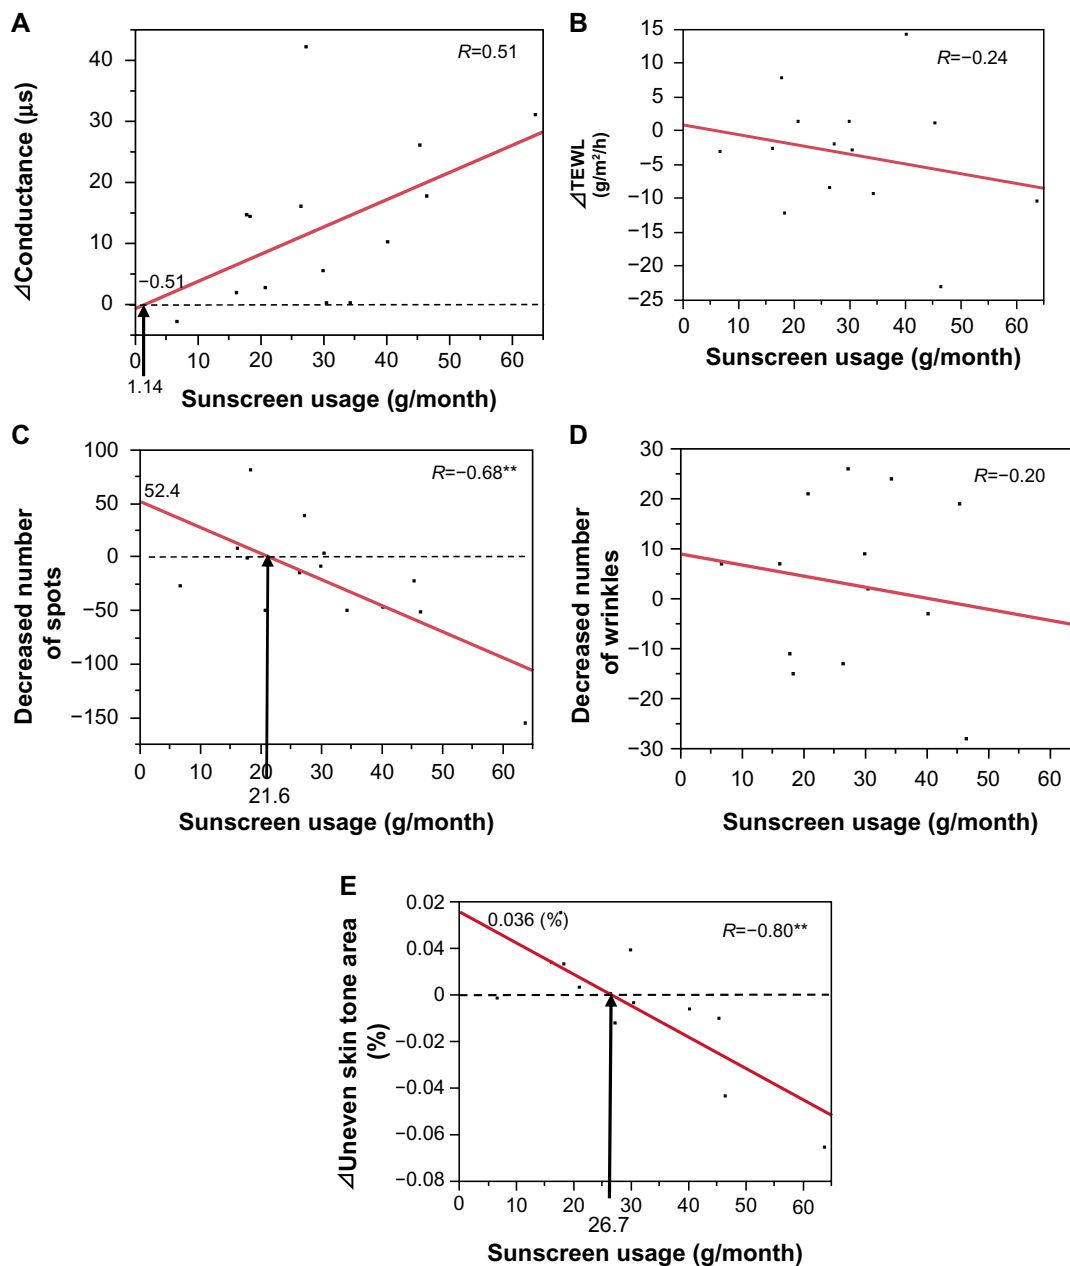 A
R=0.51
ΔConductance (μs)
40
30
20
10
0
−0.51
0 10 20 30 40 50 60
1.14
Sunscreen usage (g/month)
B
R=−0.24
ΔTEWL
(g/m²/h)
15
10
5
0
−5
−10
−15
−20
−25
0 10 20 30 40 50 60
Sunscreen usage (g/month)
C
R=−0.68**
Decreased number
of spots
100
50
0
−50
−100
−150
52.4
0 10 20 30 40 50 60
21.6
Sunscreen usage (g/month)
D
R=−0.20
Decreased number
of wrinkles
30
20
10
0
−10
−20
−30
0 10 20 30 40 50 60
Sunscreen usage (g/month)
E
R=−0.80**
ΔUneven skin tone area
(%)
0.02
0.04
0
−0.02
−0.04
−0.06
−0.08
0.036 (%)
0 10 20 30 40 50 60
26.7
Sunscreen usage (g/month)